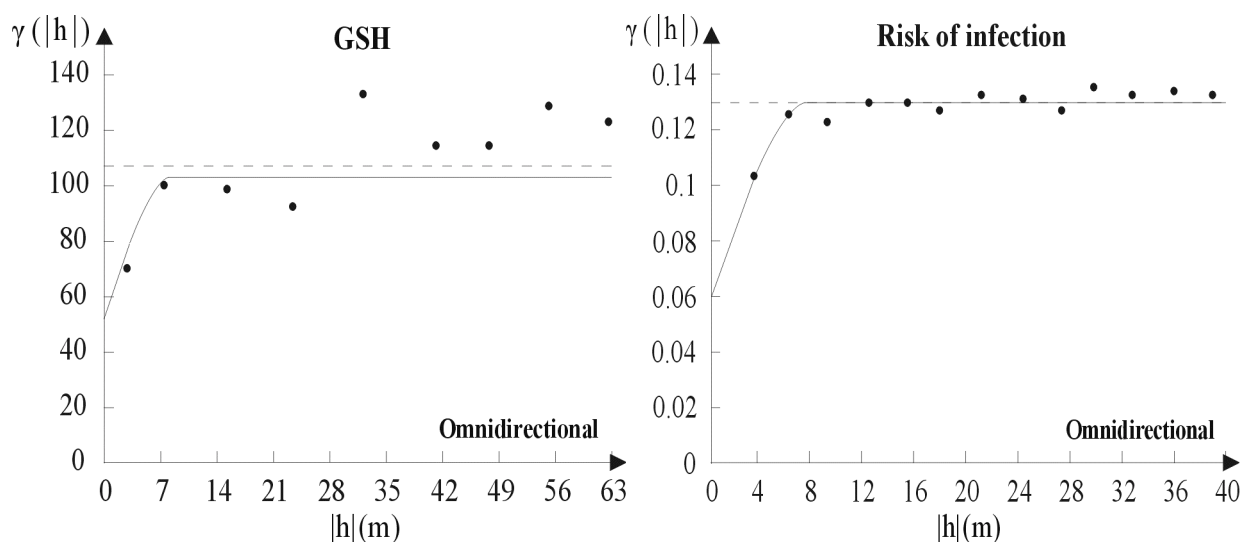 γ (|h|)
GSH
140
120
100
80
60
40
20
0
Omnidirectional
0 7 14 21 28 35 42 49 56 63
|h| (m)
γ (|h|)
Risk of infection
0.14
0.12
0.1
0.08
0.06
0.04
0.02
0
Omnidirectional
0 4 8 12 16 20 24 28 32 36 40
|h| (m)